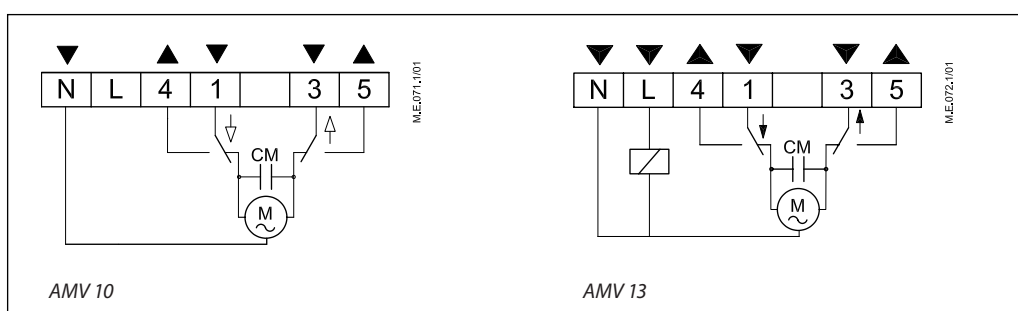 N L 4 1 3 5
CM
M
M.E.071.1/01
AMV 10
N L 4 1 3 5
CM
M
M.E.072.1/01
AMV 13